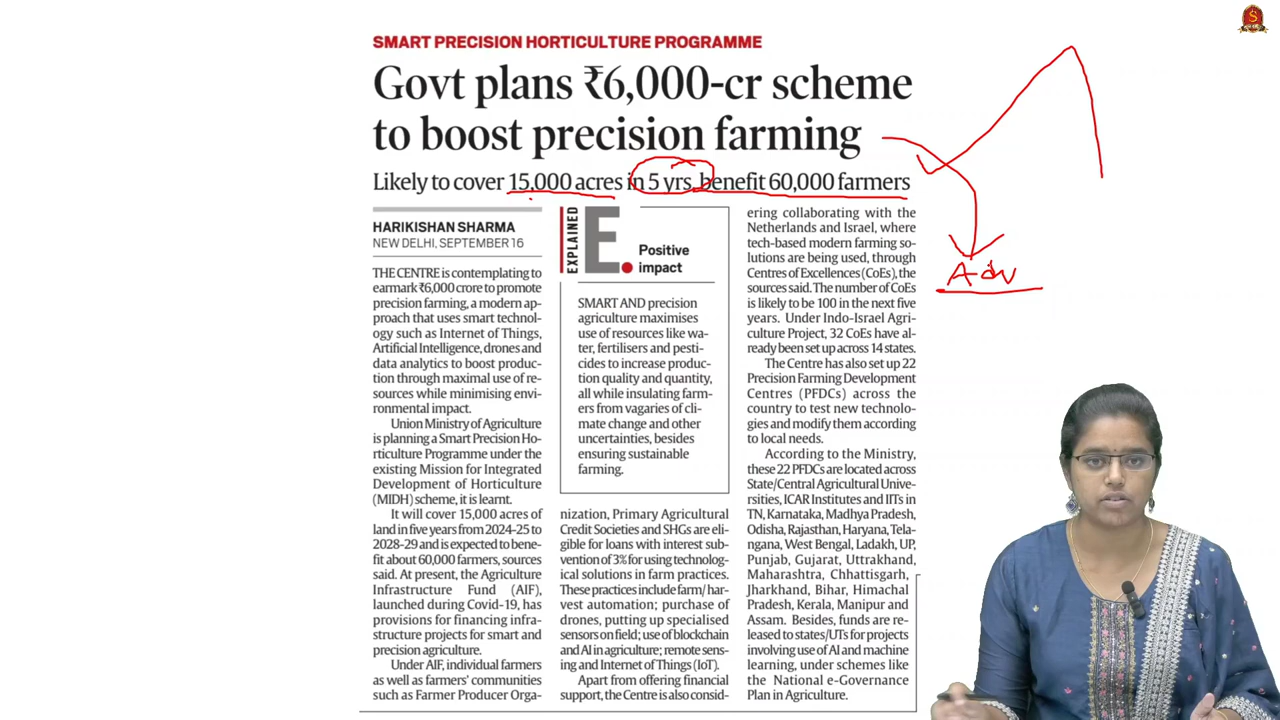 SMART PRECISION HORTICULTURE PROGRAMME
Govt plans ₹6,000-cr scheme
to boost precision farming
Likely to cover 15,000 acres in 5 yrs, benefit 60,000 farmers
HARIKISHAN SHARMA
NEW DELHI, SEPTEMBER 16
THE CENTRE is contemplating to
earmark ₹6,000 crore to promote
precision farming, a modern ap-
proach that uses smart technol-
ogy such as Internet of Things,
Artificial Intelligence, drones and
data analytics to boost produc-
tion through maximal use of re-
sources while minimising envi-
ronmental impact.
Union Ministry of Agriculture
is planning a Smart Precision Ho-
rticulture Programme under the
existing Mission for Integrated
Development of Horticulture
(MIDH) scheme, it is learnt.
It will cover 15,000 acres of
land in five years from 2024-25 to
2028-29 and is expected to bene-
fit about 60,000 farmers, sources
said. At present, the Agriculture
Infrastructure Fund (AIF),
launched during Covid-19, has
provisions for financing infra-
structure projects for smart and
precision agriculture.
Under AIF, individual farmers
as well as farmers' communities
such as Farmer Producer Orga-
EXPLAINED
E.
Positive
impact
SMART AND precision
agriculture maximises
use of resources like wa-
ter, fertilisers and pesti-
cides to increase produc-
tion quality and quantity,
all while insulating farm-
ers from vagaries of cli-
mate change and other
uncertainties, besides
ensuring sustainable
farming.
nization, Primary Agricultural
Credit Societies and SHGs are eli-
gible for loans with interest sub-
vention of 3% for using technolog-
ical solutions in farm practices.
These practices include farm/har-
vest automation; purchase of
drones, putting up specialised
sensors on field; use of blockchain
and AI in agriculture; remote sens-
ing and Internet of Things (IoT).
Apart from offering financial
support, the Centre is also consid-
ering collaborating with the
Netherlands and Israel, where
tech-based modern farming so-
lutions are being used, through
Centres of Excellences (CoEs), the
sources said. The number of CoEs
is likely to be 100 in the next five
years. Under Indo-Israel Agri-
culture Project, 32 CoEs have al-
ready been set up across 14 states.
The Centre has also set up 22
Precision Farming Development
Centres (PFDCs) across the
country to test new technolo-
gies and modify them according
to local needs.
According to the Ministry,
these 22 PFDCs are located across
State/Central Agricultural Unive-
rsities, ICAR Institutes and IITs in
TN, Karnataka, Madhya Pradesh,
Odisha, Rajasthan, Haryana, Tela-
ngana, West Bengal, Ladakh, UP,
Punjab, Gujarat, Uttrakhand,
Maharashtra, Chhattisgarh,
Jharkhand, Bihar, Himachal
Pradesh, Kerala, Manipur and
Assam. Besides, funds are re-
leased to states/UTs for projects
involving use of AI and machine
learning, under schemes like
the National e-Governance
Plan in Agriculture.
Adv